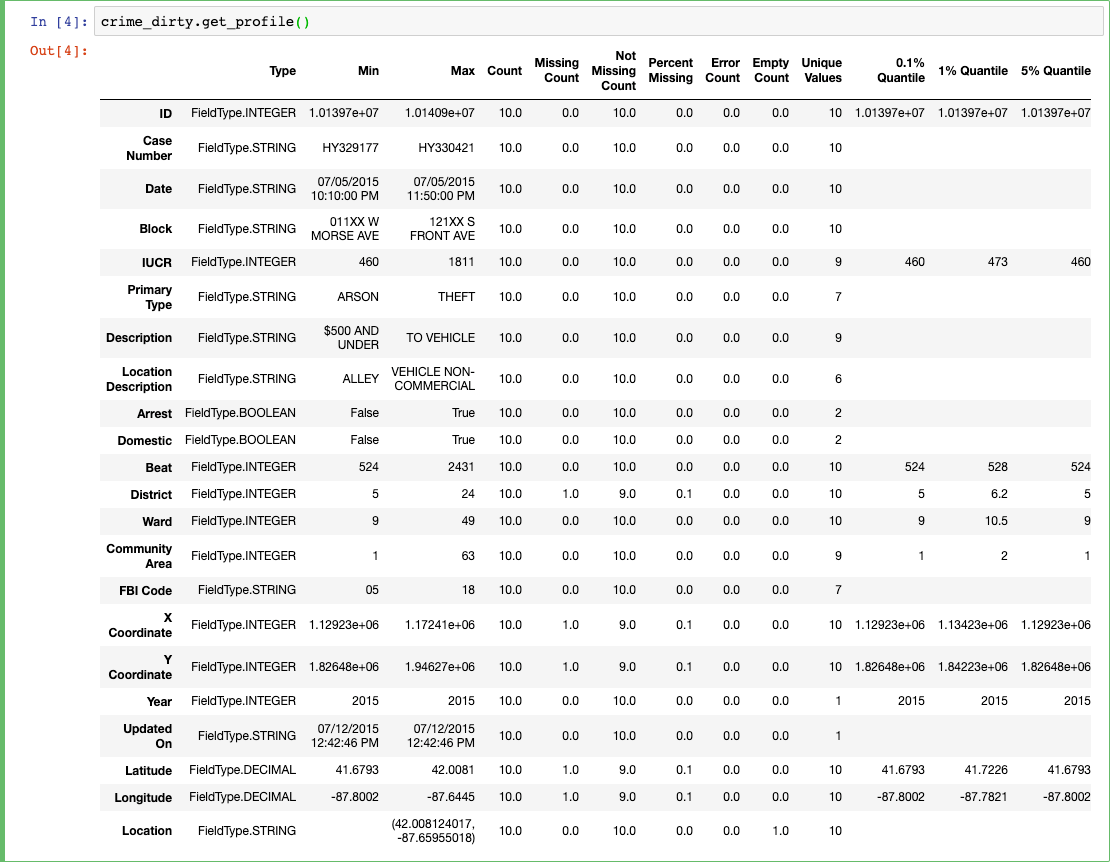 In [4]: crime_dirty.get_profile()
Out[4]:
Type Min Max Count Missing Count Not Missing Count Percent Missing Error Count Empty Count Unique Values 0.1% Quantile 1% Quantile 5% Quantile
ID FieldType.INTEGER 1.01397e+07 1.01409e+07 10.0 0.0 10.0 0.0 0.0 0.0 10 1.01397e+07 1.01397e+07 1.01397e+07
Case Number FieldType.STRING HY329177 HY330421 10.0 0.0 10.0 0.0 0.0 0.0 10
Date FieldType.STRING 07/05/2015 10:10:00 PM 07/05/2015 11:50:00 PM 10.0 0.0 10.0 0.0 0.0 0.0 10
Block FieldType.STRING 011XX W MORSE AVE 121XX S FRONT AVE 10.0 0.0 10.0 0.0 0.0 0.0 10
IUCR FieldType.INTEGER 460 1811 10.0 0.0 10.0 0.0 0.0 0.0 9 460 473 460
Primary Type FieldType.STRING ARSON THEFT 10.0 0.0 10.0 0.0 0.0 0.0 7
Description FieldType.STRING $500 AND UNDER TO VEHICLE 10.0 0.0 10.0 0.0 0.0 0.0 9
Location Description FieldType.STRING ALLEY VEHICLE NON-COMMERCIAL 10.0 0.0 10.0 0.0 0.0 0.0 6
Arrest FieldType.BOOLEAN False True 10.0 0.0 10.0 0.0 0.0 0.0 2
Domestic FieldType.BOOLEAN False True 10.0 0.0 10.0 0.0 0.0 0.0 2
Beat FieldType.INTEGER 524 2431 10.0 0.0 10.0 0.0 0.0 0.0 10 524 528 524
District FieldType.INTEGER 5 24 10.0 1.0 9.0 0.1 0.0 0.0 10 5 6.2 5
Ward FieldType.INTEGER 9 49 10.0 0.0 10.0 0.0 0.0 0.0 10 9 10.5 9
Community Area FieldType.INTEGER 1 63 10.0 0.0 10.0 0.0 0.0 0.0 9 1 2 1
FBI Code FieldType.STRING 05 18 10.0 0.0 10.0 0.0 0.0 0.0 7
X Coordinate FieldType.INTEGER 1.12923e+06 1.17241e+06 10.0 1.0 9.0 0.1 0.0 0.0 10 1.12923e+06 1.13423e+06 1.12923e+06
Y Coordinate FieldType.INTEGER 1.82648e+06 1.94627e+06 10.0 1.0 9.0 0.1 0.0 0.0 10 1.82648e+06 1.84223e+06 1.82648e+06
Year FieldType.INTEGER 2015 2015 10.0 0.0 10.0 0.0 0.0 0.0 1 2015 2015 2015
Updated On FieldType.STRING 07/12/2015 12:42:46 PM 07/12/2015 12:42:46 PM 10.0 0.0 10.0 0.0 0.0 0.0 1
Latitude FieldType.DECIMAL 41.6793 42.0081 10.0 1.0 9.0 0.1 0.0 0.0 10 41.6793 41.7226 41.6793
Longitude FieldType.DECIMAL -87.8002 -87.6445 10.0 1.0 9.0 0.1 0.0 0.0 10 -87.8002 -87.7821 -87.8002
Location FieldType.STRING (42.008124017, -87.65955018) 10.0 0.0 10.0 0.0 0.0 1.0 10